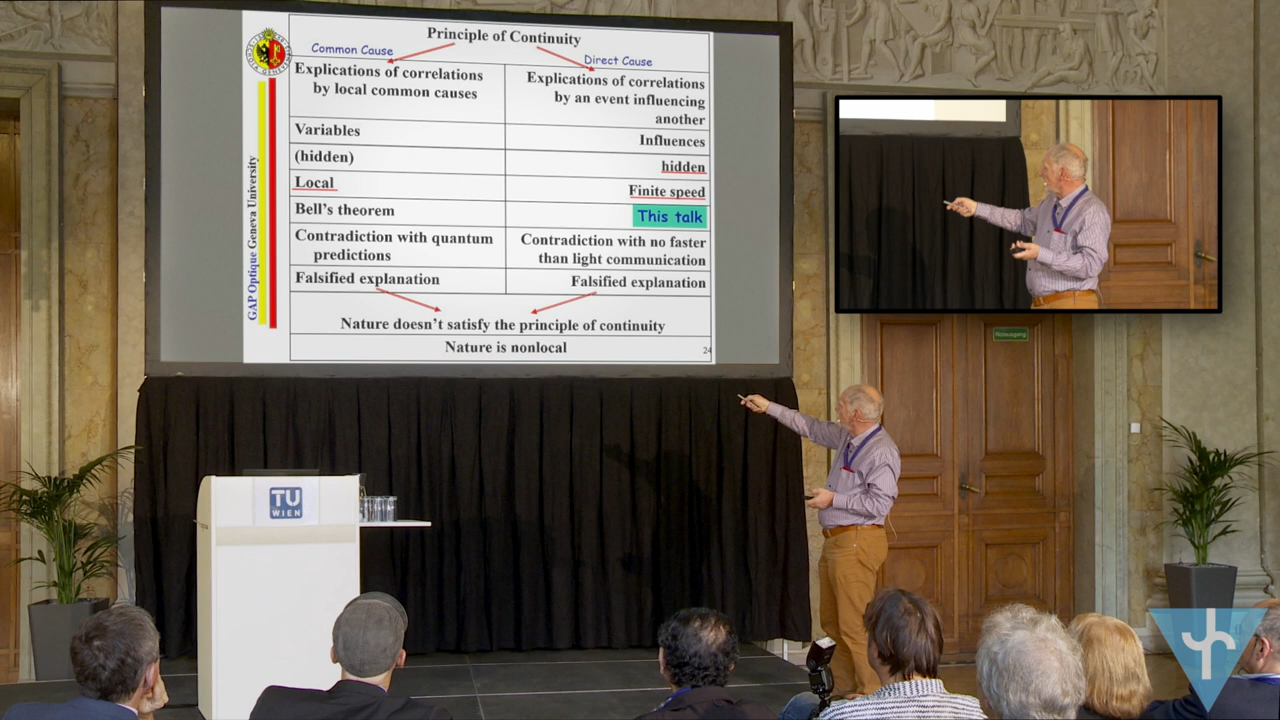 Principle of Continuity
Common Cause
Direct Cause
Explications of correlations
by local common causes
Explications of correlations
by an event influencing
another
Variables
Influences
(hidden)
hidden
Local
Finite speed
Bell's theorem
This talk
Contradiction with quantum
predictions
Contradiction with no faster
than light communication
Falsified explanation
Falsified explanation
Nature doesn't satisfy the principle of continuity
Nature is nonlocal
24
GAP Optique Geneva University
TU
WIEN
Notausgang